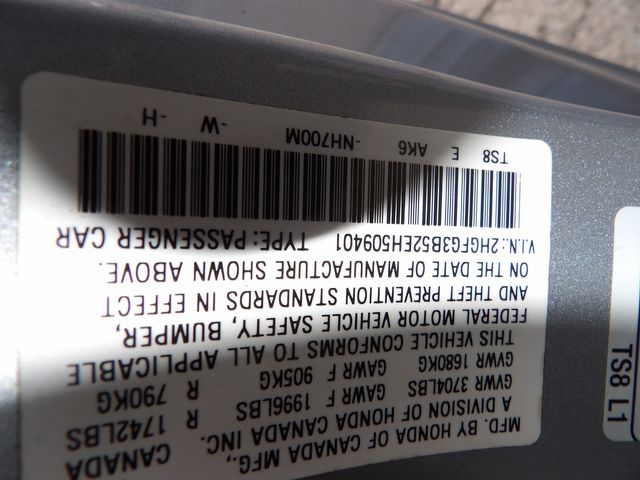 MFD. BY HONDA OF CANADA MFG., CANADA
A DIVISION OF HONDA CANADA INC.
GVWR 3704LBS GAWR F 1996LBS R 1742LBS
GVWR 1680KG GAWR F 905KG R 790KG
THIS VEHICLE CONFORMS TO ALL APPLICABLE
FEDERAL MOTOR VEHICLE SAFETY, BUMPER,
AND THEFT PREVENTION STANDARDS IN EFFECT
ON THE DATE OF MANUFACTURE SHOWN ABOVE.
V.I.N.: 2HGFG3B52EH509401 TYPE: PASSENGER CAR
TS8 E AK6 -NH700M -W -H
TS8 L1